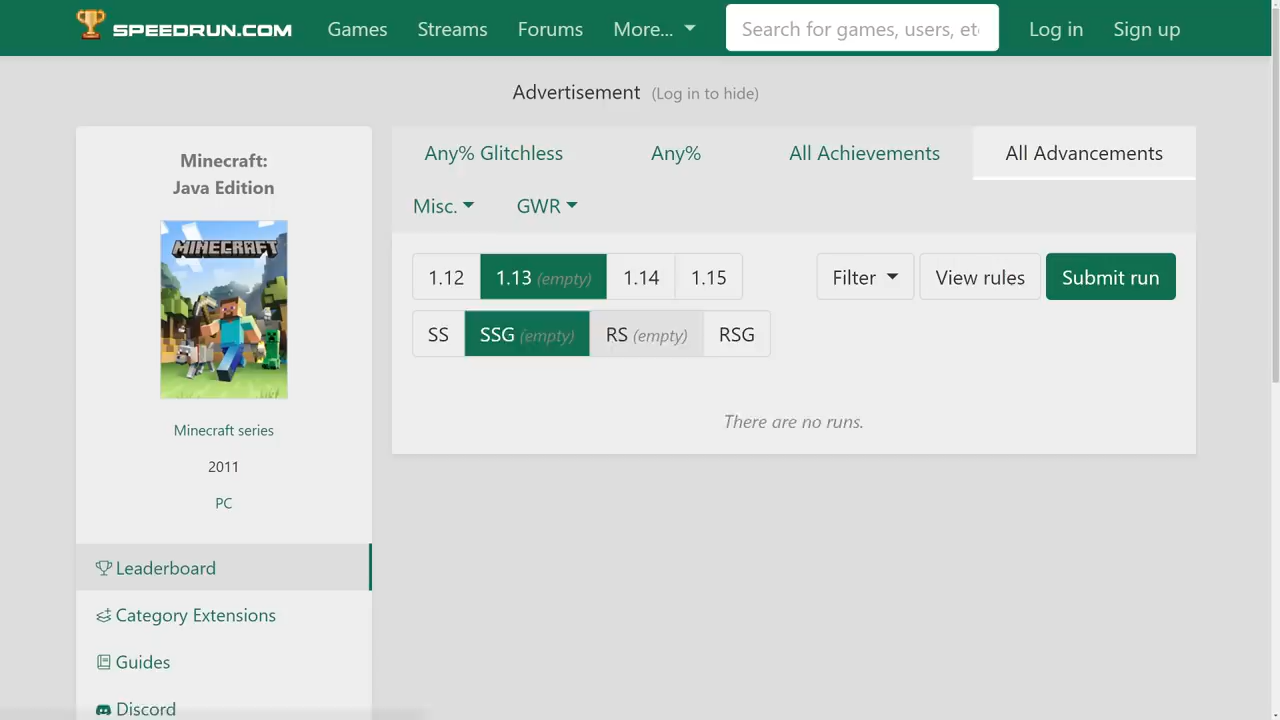 SPEEDRUN.COM Games Streams Forums More... Search for games, users, et Log in Sign up
Advertisement (Log in to hide)
Minecraft:
Java Edition
MINECRAFT
Minecraft series
2011
PC
Leaderboard
Category Extensions
Guides
Discord
Any% Glitchless Any% All Achievements All Advancements
Misc. GWR
1.12 1.13 (empty) 1.14 1.15 Filter View rules Submit run
SS SSG (empty) RS (empty) RSG
There are no runs.